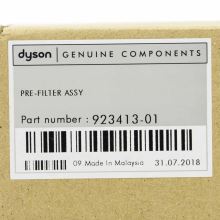 dyson GENUINE COMPONENTS
PRE-FILTER ASSY
Part number : 923413-01
09 Made In Malaysia 31.07.2018